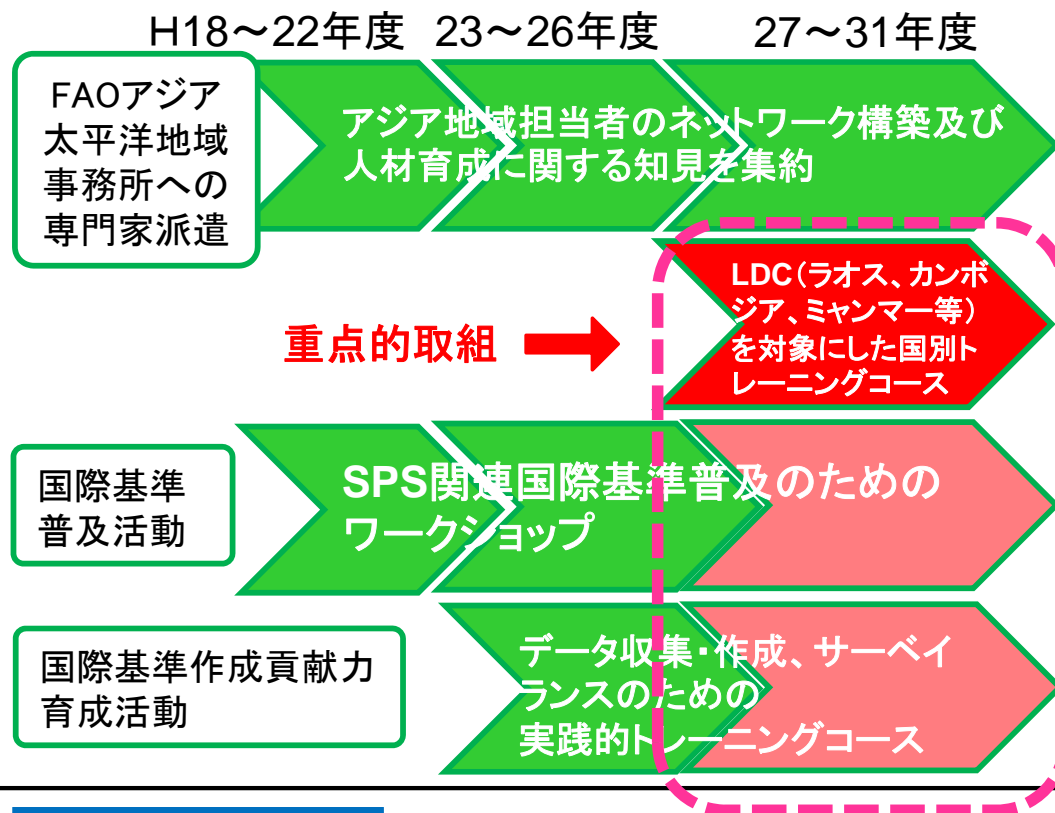 H18～22年度 23～26年度 27～31年度
FAOアジア
太平洋地域
事務所への
専門家派遣
アジア地域担当者のネットワーク構築及び
人材育成に関する知見を集約
LDC（ラオス、カンボ
ジア、ミャンマー等）
を対象にした国別ト
レーニングコース
重点的取組
国際基準
普及活動
SPS関連国際基準普及のための
ワークショップ
国際基準作成貢献力
育成活動
データ収集・作成、サーベイ
ランスのための
実践的トレーニングコース